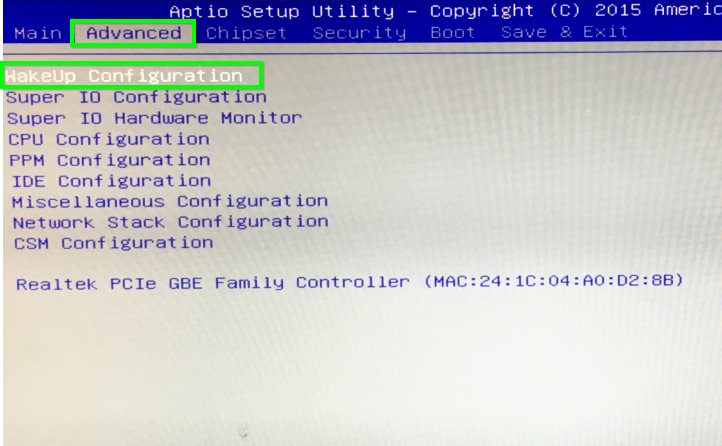 Aptio Setup Utility – Copyright (C) 2015 Americ
Main Advanced Chipset Security Boot Save & Exit
WakeUp Configuration
Super IO Configuration
Super IO Hardware Monitor
CPU Configuration
PPM Configuration
IDE Configuration
Miscellaneous Configuration
Network Stack Configuration
CSM Configuration
Realtek PCIe GBE Family Controller (MAC:24:1C:04:A0:D2:8B)